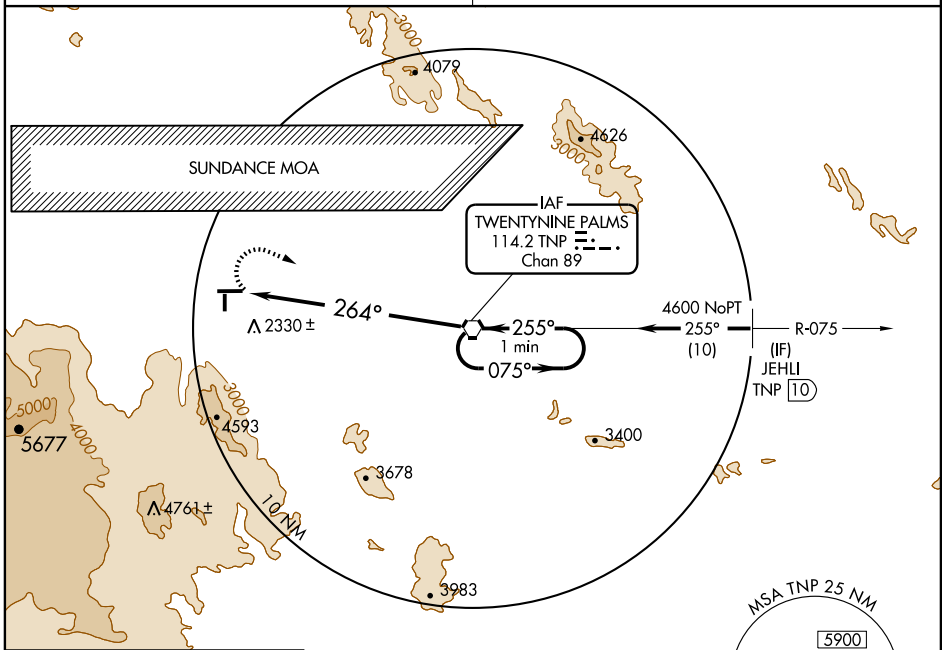 3000
4079
4626
3000
SUNDANCE MOA
IAF
TWENTYNINE PALMS
114.2 TNP
Chan 89
264°
2330 ±
255°
1 min
075°
4600 NoPT
255°
(10)
R-075
(IF)
JEHLI
TNP 10
3000
5000
4000
5677
4593
3400
3678
4761 ±
10 NM
3983
MSA TNP 25 NM
5900